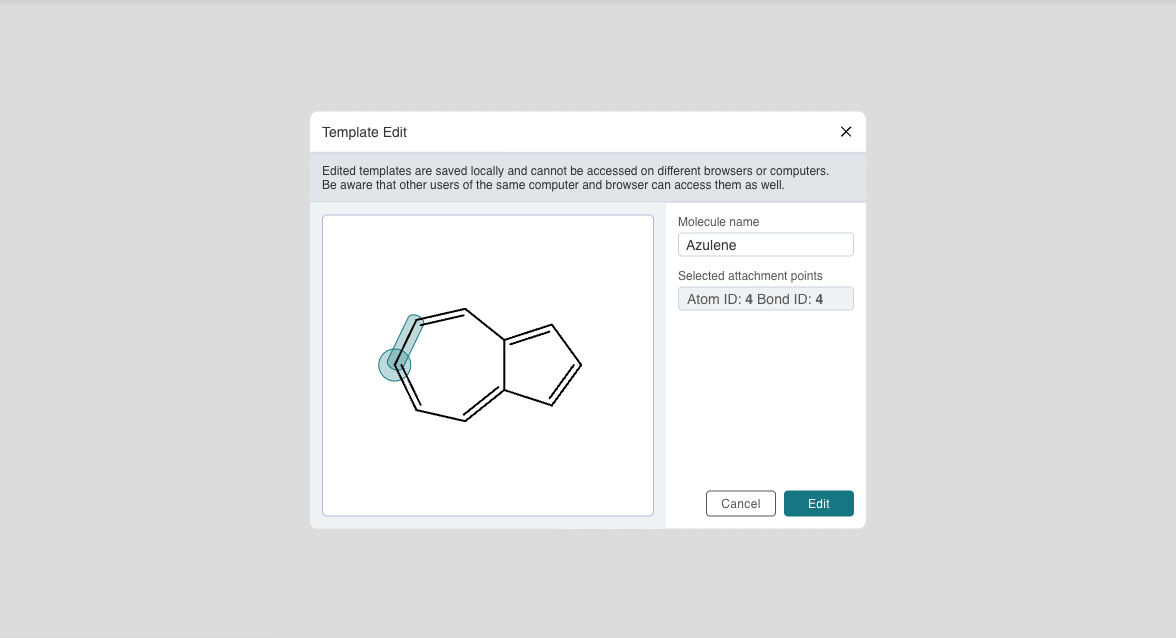 Template Edit
Edited templates are saved locally and cannot be accessed on different browsers or computers.
Be aware that other users of the same computer and browser can access them as well.
Molecule name
Azulene
Selected attachment points
Atom ID: 4 Bond ID: 4
Cancel
Edit